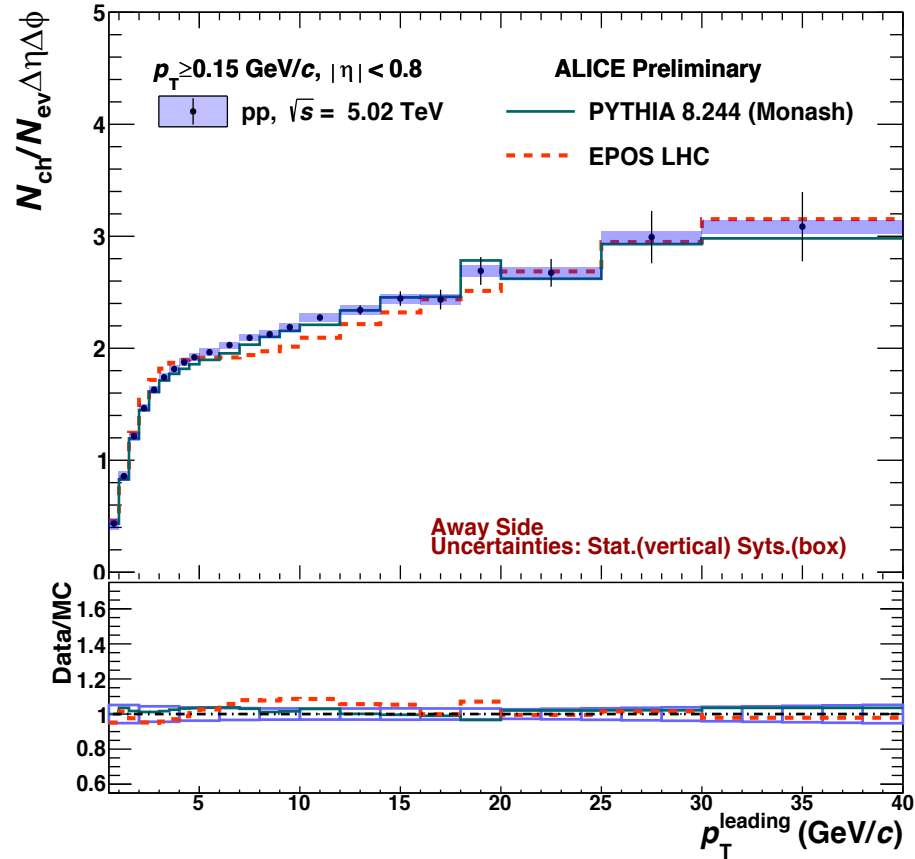 N_ch/N_ev ΔηΔϕ
5
4
3
2
1
0
p_T ≥0.15 GeV/c, |η| < 0.8
pp, √s = 5.02 TeV
ALICE Preliminary
PYTHIA 8.244 (Monash)
EPOS LHC
Away Side
Uncertainties: Stat.(vertical) Syts.(box)
Data/MC
1.6
1.4
1.2
1
0.8
0.6
5 10 15 20 25 30 35 40
p_T^leading (GeV/c)